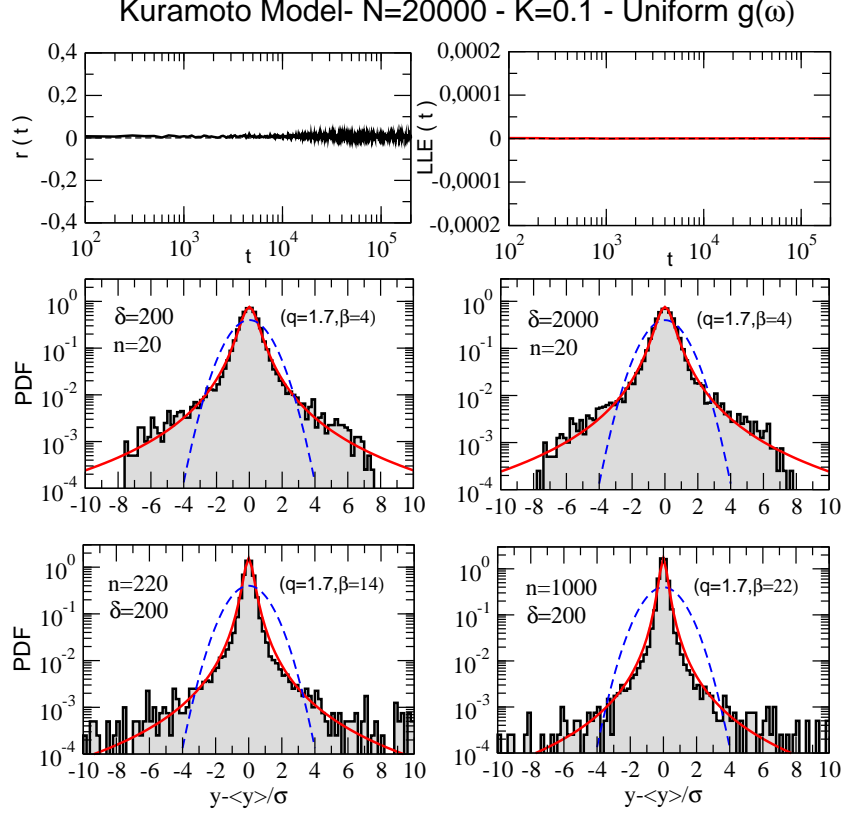 Kuramoto Model- N=20000 - K=0.1 - Uniform g(ω)
0,4
0,2
0
-0,2
-0,4
r (t)
10^2 10^3 10^4 10^5
t
0,0002
0,0001
0
-0,0001
-0,0002
LLE (t)
10^2 10^3 10^4 10^5
t
10^0
10^-1
10^-2
10^-3
10^-4
PDF
δ=200
n=20
(q=1.7,β=4)
-10 -8 -6 -4 -2 0 2 4 6 8 10
10^0
10^-1
10^-2
10^-3
10^-4
δ=2000
n=20
(q=1.7,β=4)
-10 -8 -6 -4 -2 0 2 4 6 8 10
10^0
10^-1
10^-2
10^-3
10^-4
PDF
n=220
δ=200
(q=1.7,β=14)
-10 -8 -6 -4 -2 0 2 4 6 8 10
y-<y>/σ
10^0
10^-1
10^-2
10^-3
10^-4
n=1000
δ=200
(q=1.7,β=22)
-10 -8 -6 -4 -2 0 2 4 6 8 10
y-<y>/σ